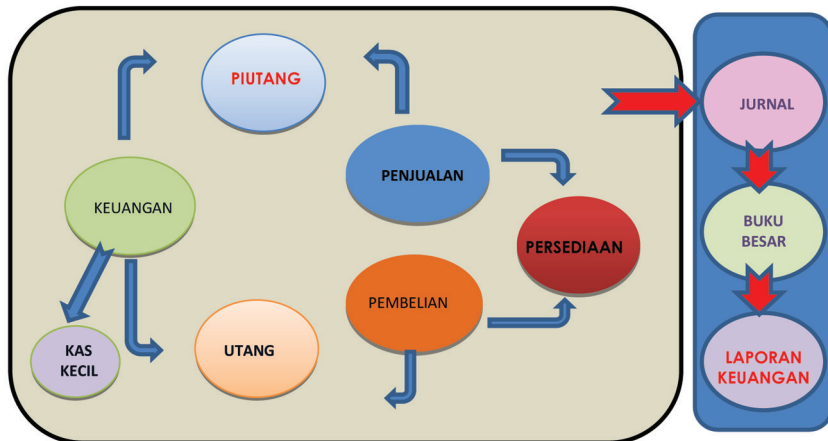 PIUTANG
PENJUALAN
KEUANGAN
PERSEDIAAN
PEMBELIAN
KAS
KECIL
UTANG
JURNAL
BUKU
BESAR
LAPORAN
KEUANGAN